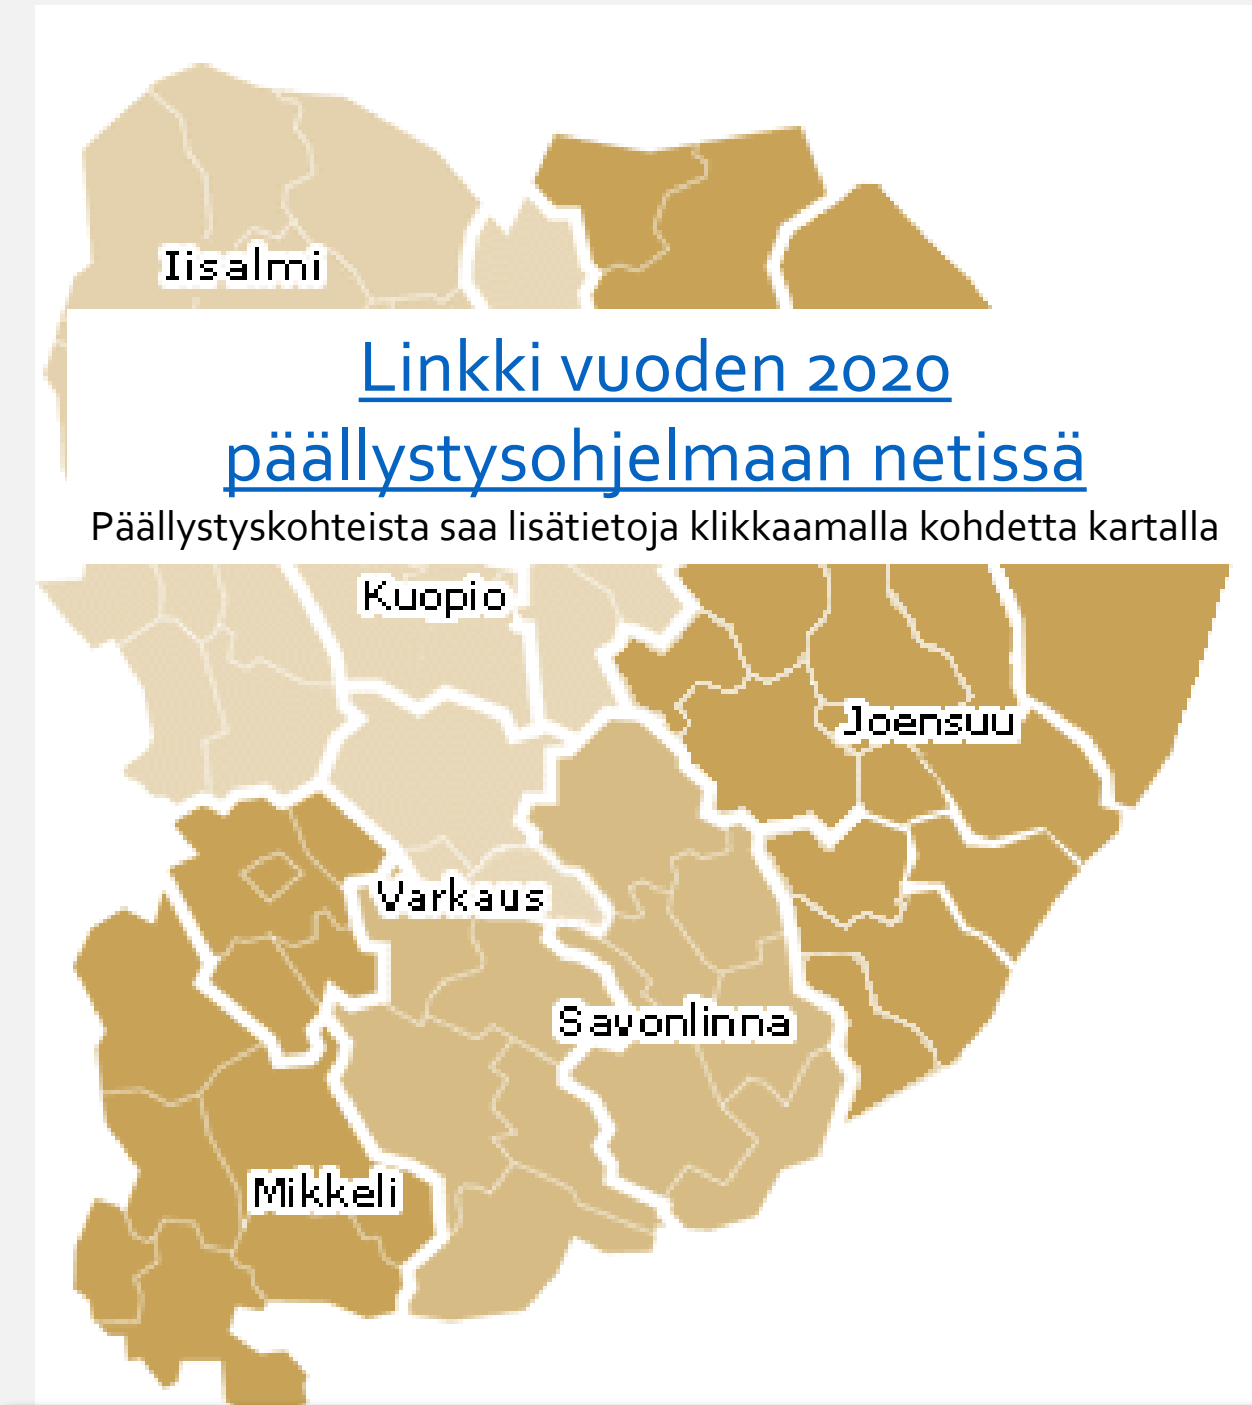 Iisalmi
Linkki vuoden 2020
päällystysohjelmaan netissä
Päällystyskohteista saa lisätietoja klikkaamalla kohdetta kartalla
Kuopio
Joensuu
Varkaus
Savonlinna
Mikkeli